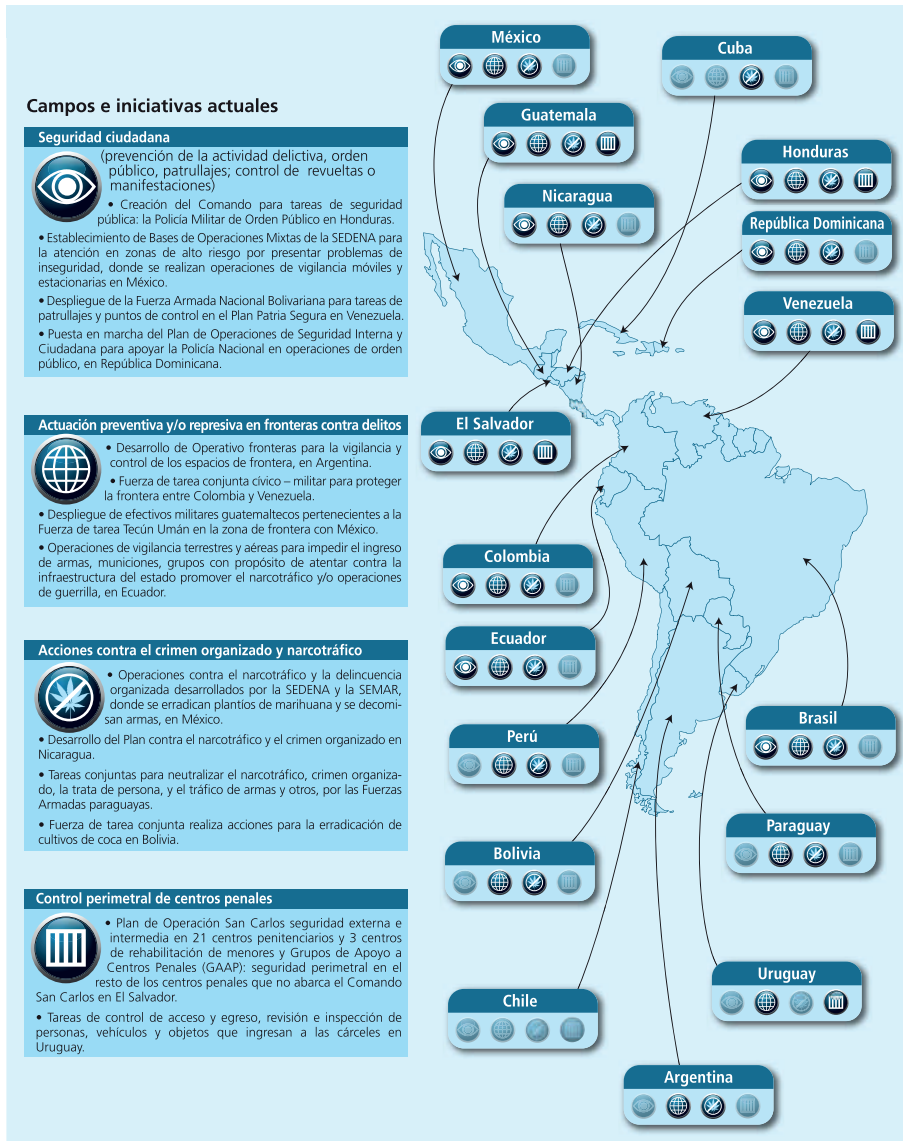 Campos e iniciativas actuales
Seguridad ciudadana
(prevención de la actividad delictiva, orden
público, patrullajes; control de revueltas o
manifestaciones)
• Creación del Comando para tareas de seguridad
pública: la Policía Militar de Orden Público en Honduras.
• Establecimiento de Bases de Operaciones Mixtas de la SEDENA para
la atención en zonas de alto riesgo por presentar problemas de
inseguridad, donde se realizan operaciones de vigilancia móviles y
estacionarias en México.
• Despliegue de la Fuerza Armada Nacional Bolivariana para tareas de
patrullajes y puntos de control en el Plan Patria Segura en Venezuela.
• Puesta en marcha del Plan de Operaciones de Seguridad Interna y
Ciudadana para apoyar la Policía Nacional en operaciones de orden
público, en República Dominicana.
Actuación preventiva y/o represiva en fronteras contra delitos
• Desarrollo de Operativo fronteras para la vigilancia y
control de los espacios de frontera, en Argentina.
• Fuerza de tarea conjunta cívico – militar para proteger
la frontera entre Colombia y Venezuela.
• Despliegue de efectivos militares guatemaltecos pertenecientes a la
Fuerza de tarea Tecún Umán en la zona de frontera con México.
• Operaciones de vigilancia terrestres y aéreas para impedir el ingreso
de armas, municiones, grupos con propósito de atentar contra la
infraestructura del estado promover el narcotráfico y/o operaciones
de guerrilla, en Ecuador.
Acciones contra el crimen organizado y narcotráfico
• Operaciones contra el narcotráfico y la delincuencia
organizada desarrollados por la SEDENA y la SEMAR,
donde se erradican plantíos de marihuana y se decomi-
san armas, en México.
• Desarrollo del Plan contra el narcotráfico y el crimen organizado en
Nicaragua.
• Tareas conjuntas para neutralizar el narcotráfico, crimen organiza-
do, la trata de persona, y el tráfico de armas y otros, por las Fuerzas
Armadas paraguayas.
• Fuerza de tarea conjunta realiza acciones para la erradicación de
cultivos de coca en Bolivia.
Control perimetral de centros penales
• Plan de Operación San Carlos seguridad externa e
intermedia en 21 centros penitenciarios y 3 centros
de rehabilitación de menores y Grupos de Apoyo a
Centros Penales (GAAP): seguridad perimetral en el
resto de los centros penales que no abarca el Comando
San Carlos en El Salvador.
• Tareas de control de acceso y egreso, revisión e inspección de
personas, vehículos y objetos que ingresan a las cárceles en
Uruguay.
México
Cuba
Guatemala
Honduras
Nicaragua
República Dominicana
Venezuela
El Salvador
Colombia
Ecuador
Perú
Brasil
Bolivia
Paraguay
Uruguay
Chile
Argentina